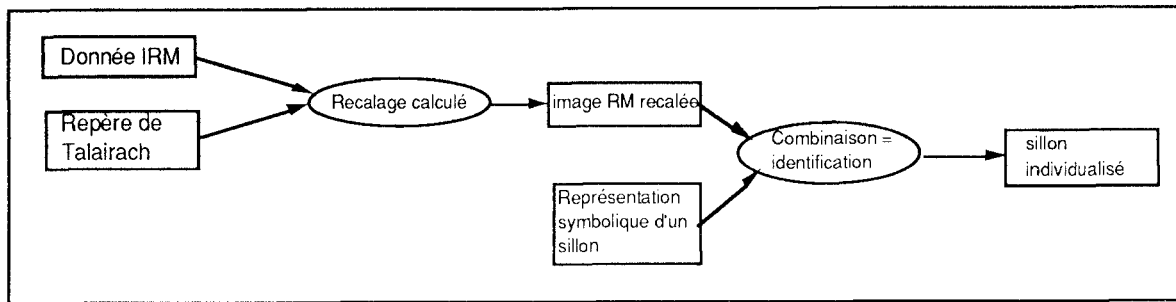 Donnée IRM
Repère de
Talairach
Recalage calculé
image RM recalée
Représentation
symbolique d'un
sillon
Combinaison =
identification
sillon
individualisé